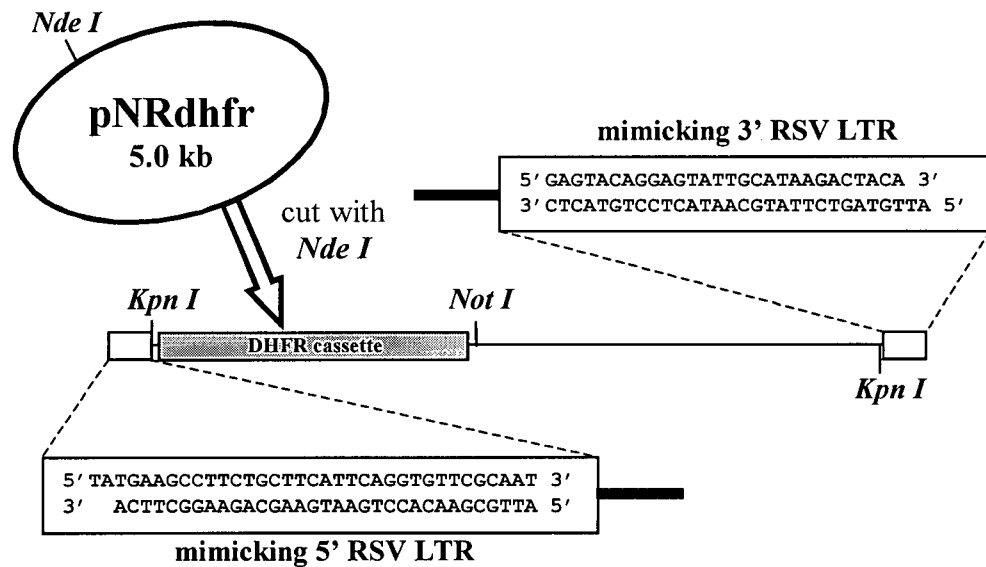 Nde I
pNRdhfr
5.0 kb
cut with
Nde I
mimicking 3' RSV LTR
5'GAGTACAGGAGTATTGCATAAGACTACA 3'
3'CTCATGTCCTCATAACGTATTCTGATGTTA 5'
Kpn I
Not I
DHFR cassette
Kpn I
5'TATGAAGCCTTCTGCTTCATTCAGGTGTTCGCAAT 3'
3' ACTTCGGAAGACGAAGTAAGTCCACAAGCGTTA 5'
mimicking 5' RSV LTR